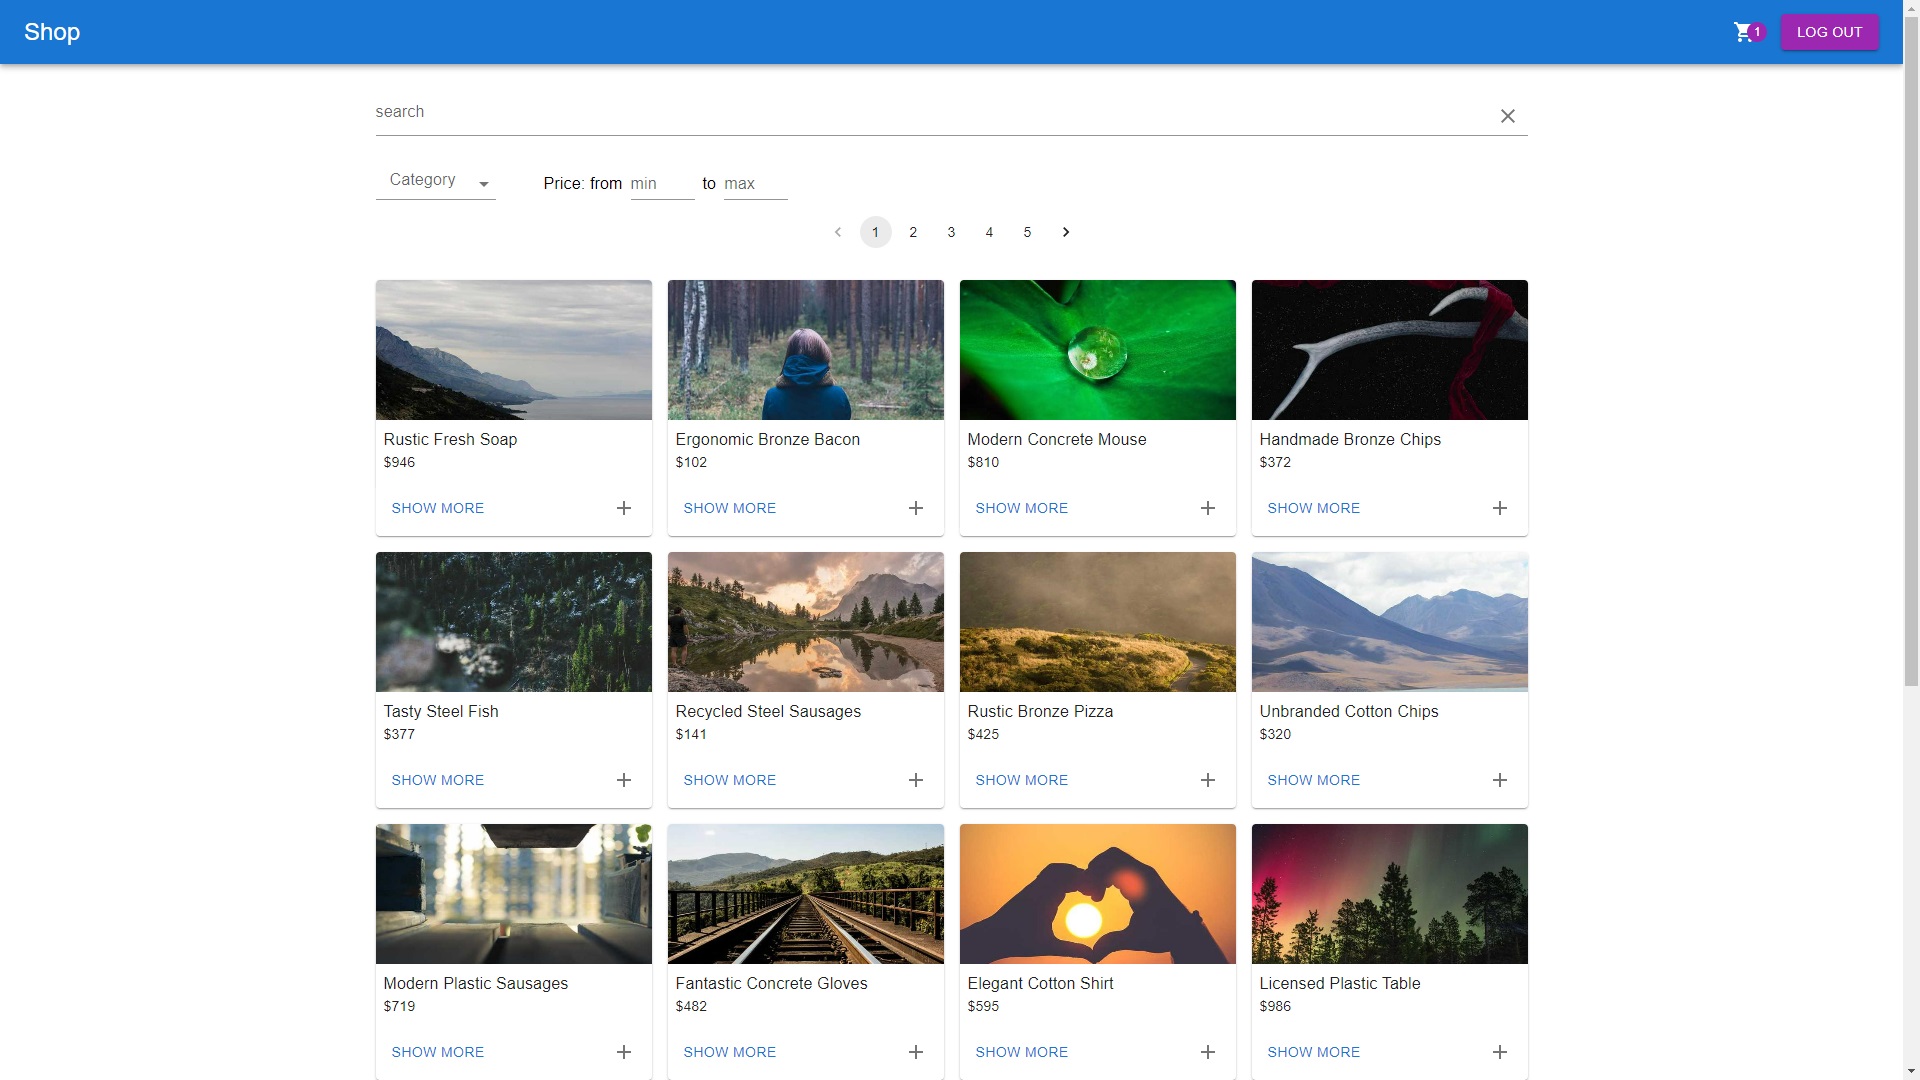 Shop
1
LOG OUT
search
Category
Price: from min to max
1 2 3 4 5
Rustic Fresh Soap
$946
SHOW MORE
Ergonomic Bronze Bacon
$102
SHOW MORE
Modern Concrete Mouse
$810
SHOW MORE
Handmade Bronze Chips
$372
SHOW MORE
Tasty Steel Fish
$377
SHOW MORE
Recycled Steel Sausages
$141
SHOW MORE
Rustic Bronze Pizza
$425
SHOW MORE
Unbranded Cotton Chips
$320
SHOW MORE
Modern Plastic Sausages
$719
SHOW MORE
Fantastic Concrete Gloves
$482
SHOW MORE
Elegant Cotton Shirt
$595
SHOW MORE
Licensed Plastic Table
$986
SHOW MORE